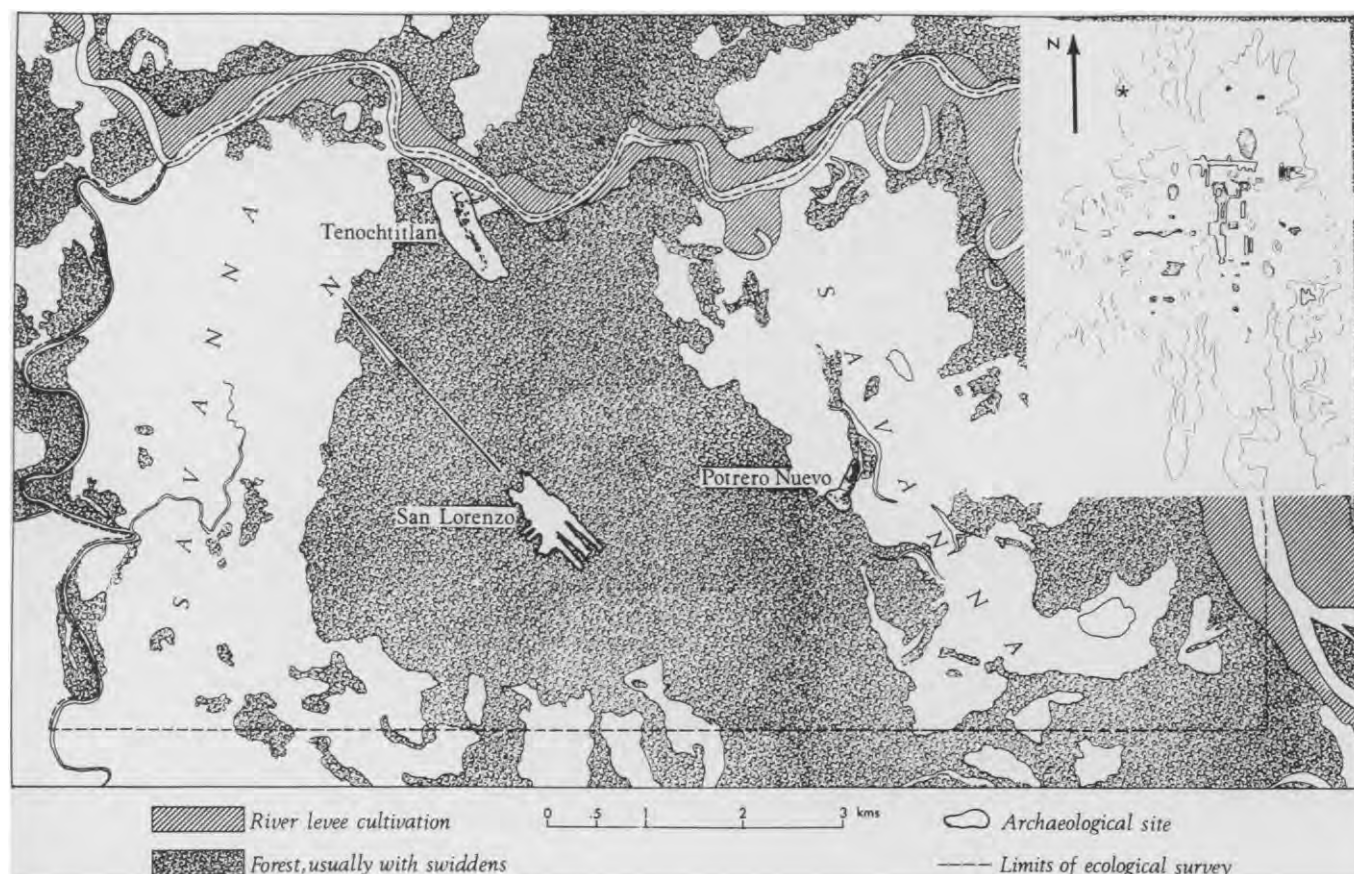 N
Tenochtitlan
N
SAVANNA
SAVANNA
San Lorenzo
Potrero Nuevo
River levee cultivation
0 .5 1 2 3 kms
Archaeological site
Forest, usually with swiddens
Limits of ecological survey